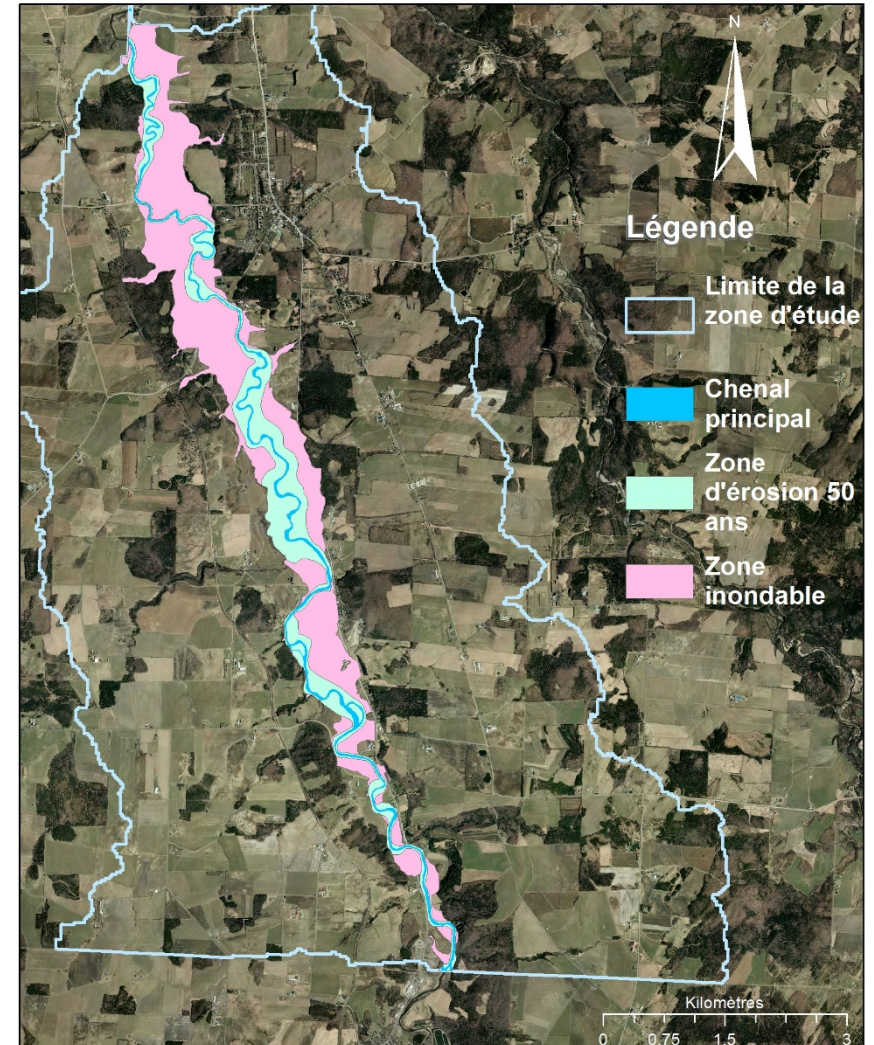 N
Légende
Limite de la
zone d'étude
Chenal
principal
Zone
d'érosion 50
ans
Zone
inondable
Kilomètres
0 0.75 1.5 3